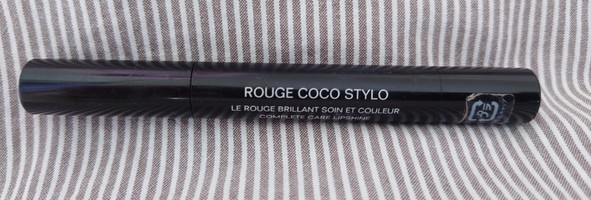 ROUGE COCO STYLO
LE ROUGE BRILLANT SOIN ET COULEUR
COMPLETE CARE LIPSHINE